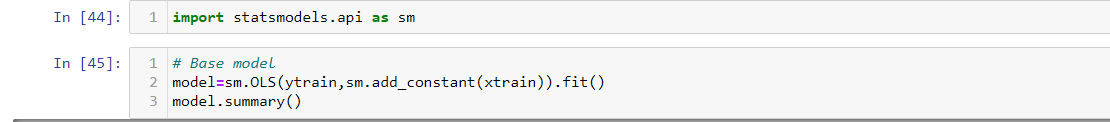 In [44]: 1 import statsmodels.api as sm
In [45]: 1 # Base model
2 model=sm.OLS(ytrain,sm.add_constant(xtrain)).fit()
3 model.summary()